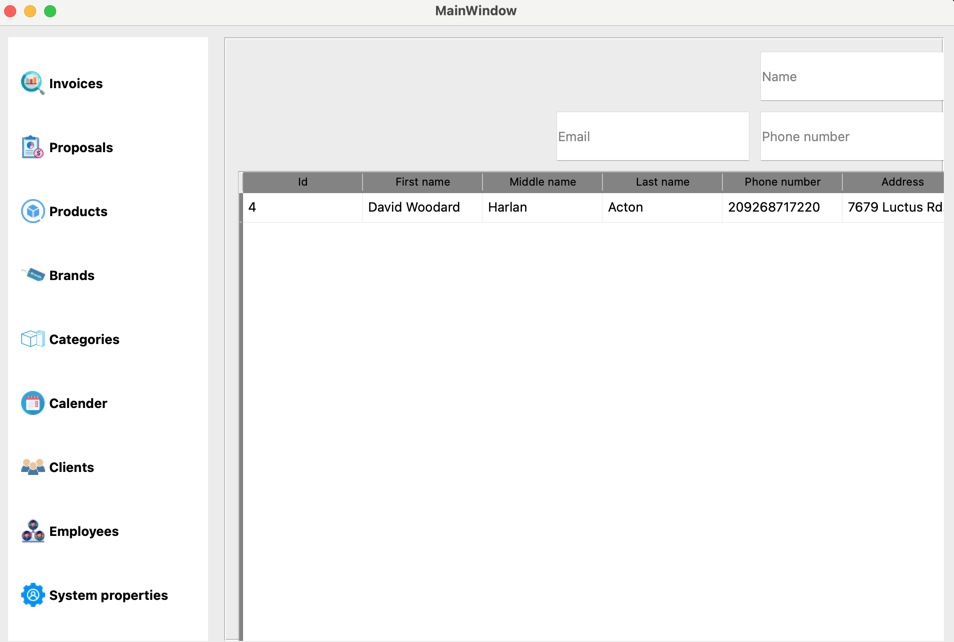 MainWindow
Invoices
Proposals
Products
Brands
Categories
Calender
Clients
Employees
System properties
Name
Email Phone number
Id First name Middle name Last name Phone number Address
4 David Woodard Harlan Acton 209268717220 7679 Luctus Rd